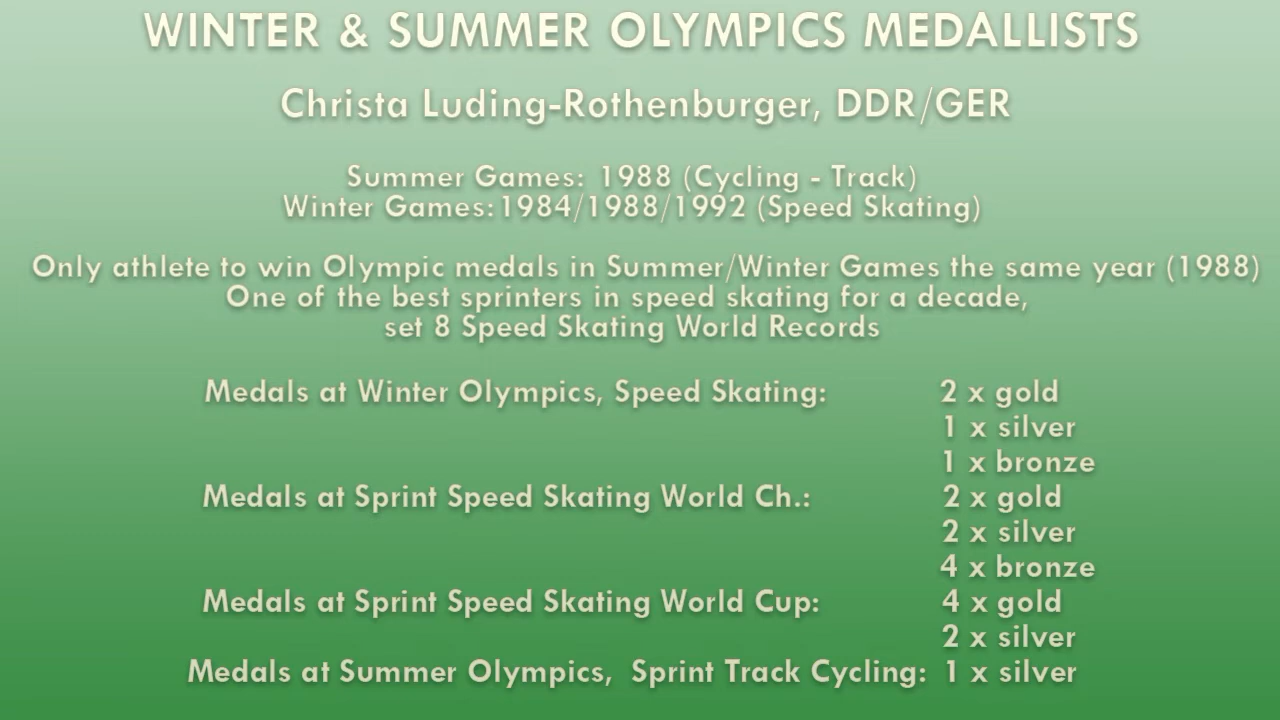 WINTER & SUMMER OLYMPICS MEDALLISTS
Christa Luding-Rothenburger, DDR/GER
Summer Games: 1988 (Cycling - Track)
Winter Games: 1984/1988/1992 (Speed Skating)
Only athlete to win Olympic medals in Summer/Winter Games the same year (1988)
One of the best sprinters in speed skating for a decade,
set 8 Speed Skating World Records
Medals at Winter Olympics, Speed Skating: 2 x gold
1 x silver
1 x bronze
Medals at Sprint Speed Skating World Ch.: 2 x gold
2 x silver
4 x bronze
Medals at Sprint Speed Skating World Cup: 4 x gold
2 x silver
Medals at Summer Olympics, Sprint Track Cycling: 1 x silver